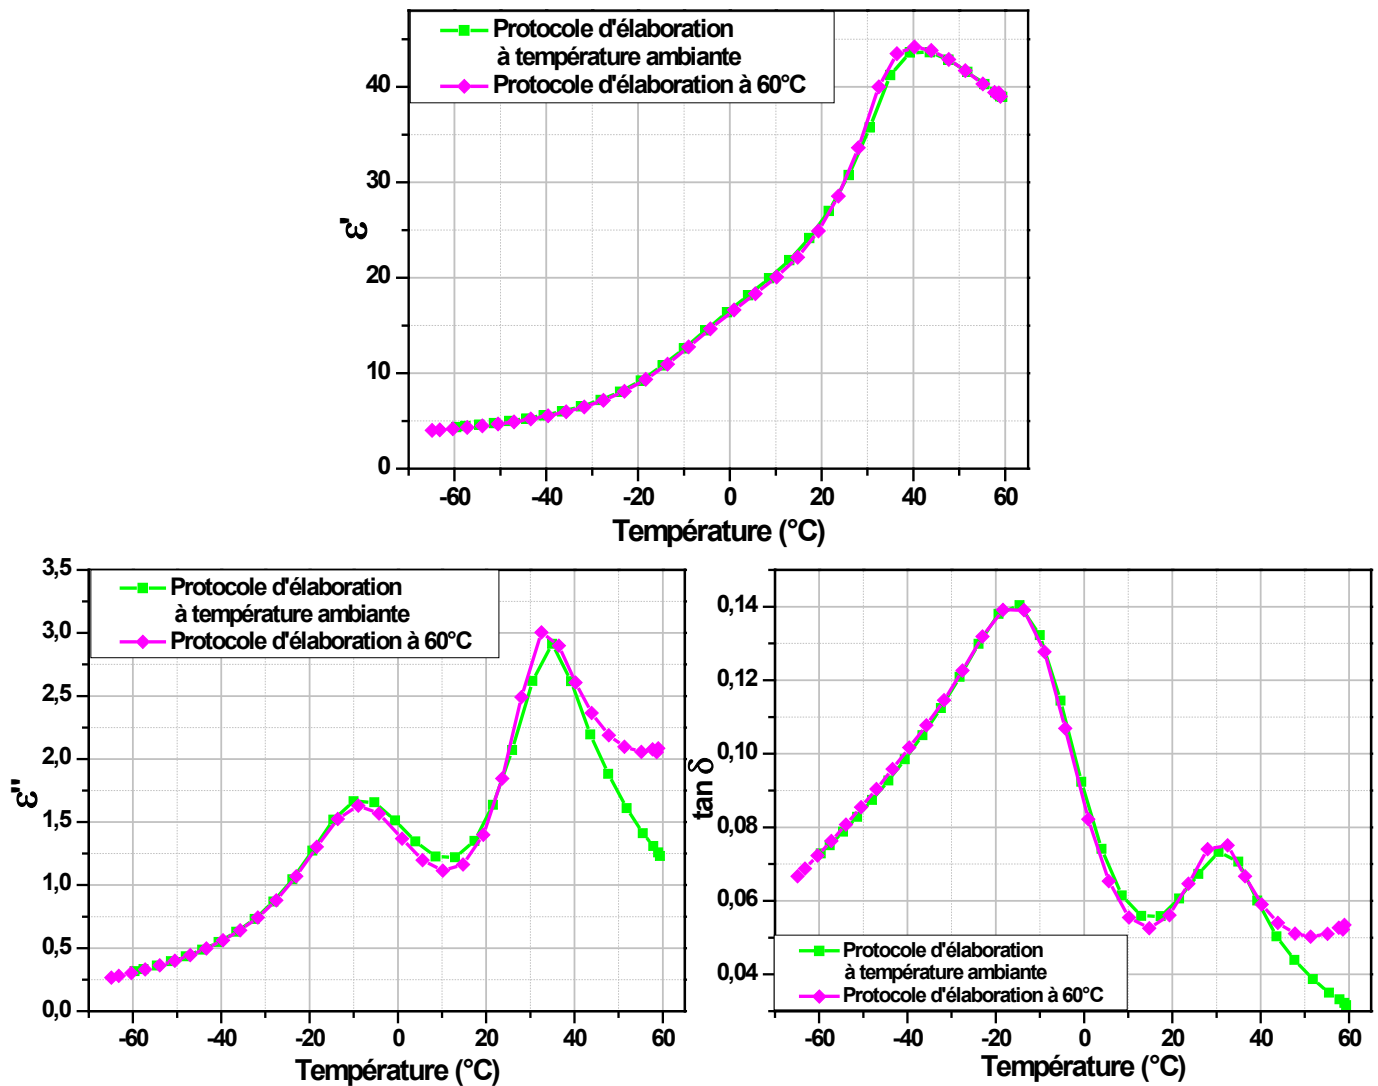 Protocole d'élaboration
à température ambiante
Protocole d'élaboration à 60°C
40
30
20
10
0
ε'
-60 -40 -20 0 20 40 60
Température (°C)
3,5
3,0
2,5
2,0
1,5
1,0
0,5
0,0
ε''
Protocole d'élaboration
à température ambiante
Protocole d'élaboration à 60°C
-60 -40 -20 0 20 40 60
Température (°C)
0,14
0,12
0,10
0,08
0,06
0,04
tan δ
Protocole d'élaboration
à température ambiante
Protocole d'élaboration à 60°C
-60 -40 -20 0 20 40 60
Température (°C)